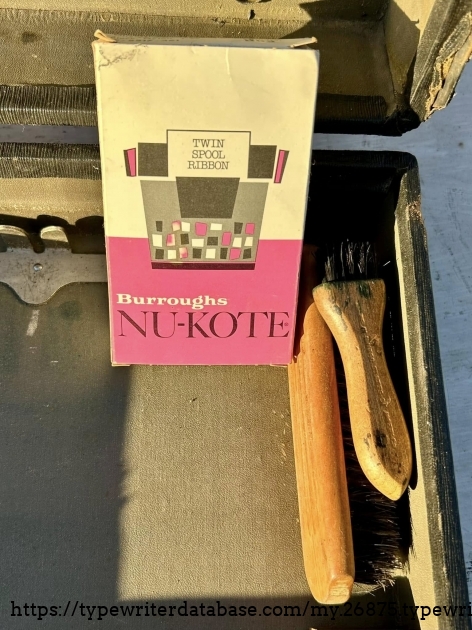 TWIN
SPOOL
RIBBON
Burroughs
NU-KOTE®
https://typewriterdatabase.com/my.26875.typewri